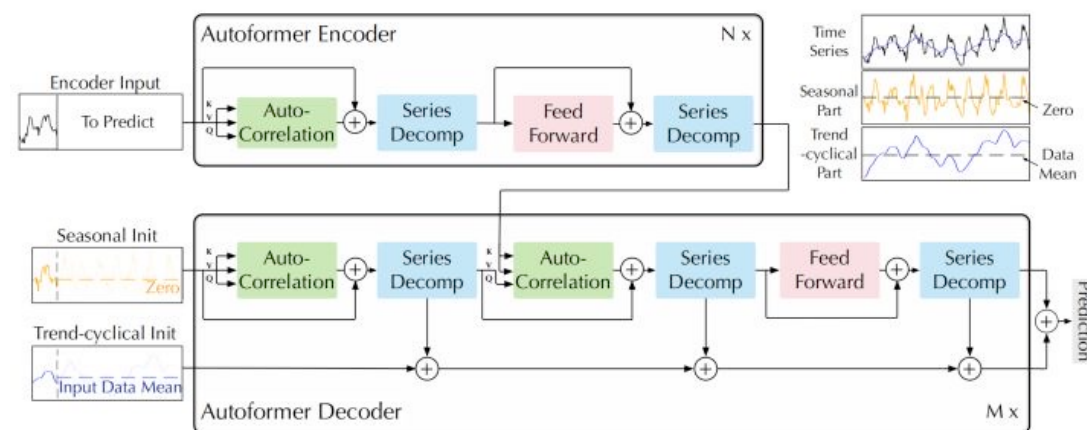 Autoformer Encoder
N x
Encoder Input
To Predict
K
V
Q
Auto-
Correlation
Series
Decomp
Feed
Forward
Series
Decomp
Time
Series
Seasonal
Part
Zero
Trend
-cyclical
Part
Data
Mean
Seasonal Init
Zero
K
V
Q
Auto-
Correlation
Series
Decomp
K
V
Q
Auto-
Correlation
Series
Decomp
Feed
Forward
Series
Decomp
Prediction
Trend-cyclical Init
Input Data Mean
Autoformer Decoder
M x